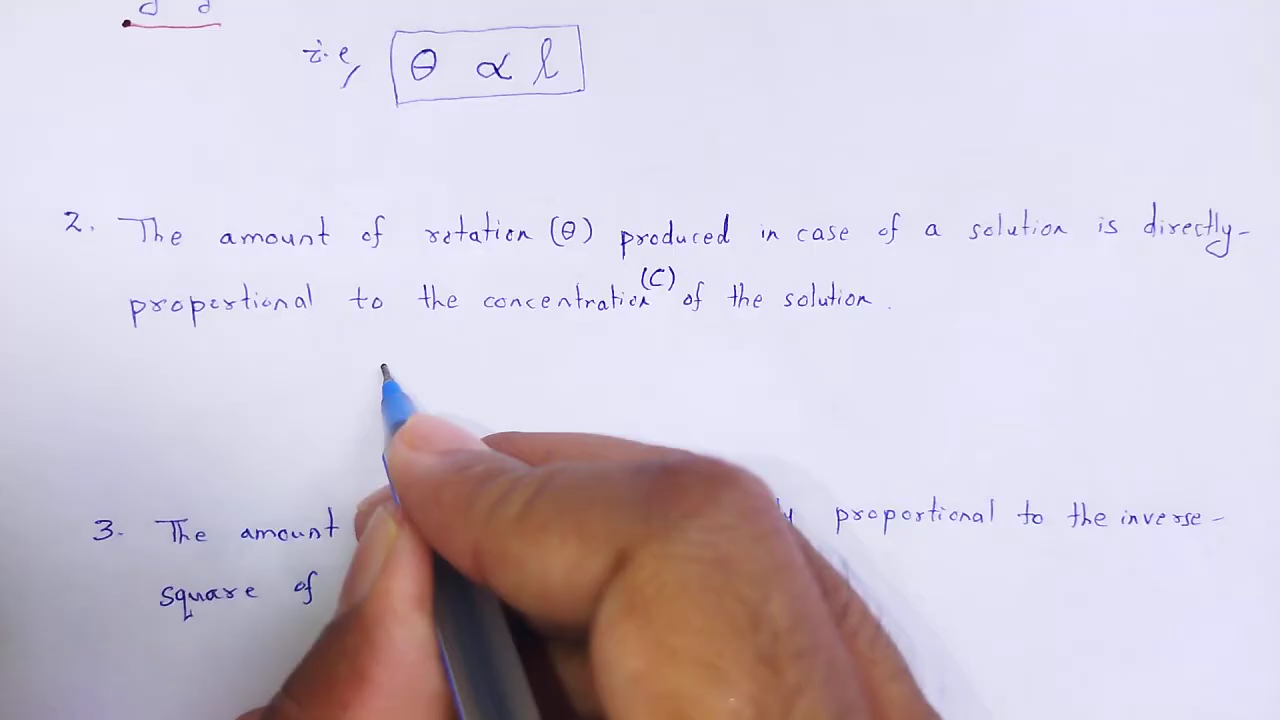 i.e, θ ∝ l
2. The amount of rotation (θ) produced in case of a solution is directly-
proportional to the concentration (C) of the solution.
3. The amount proportional to the inverse-
square of